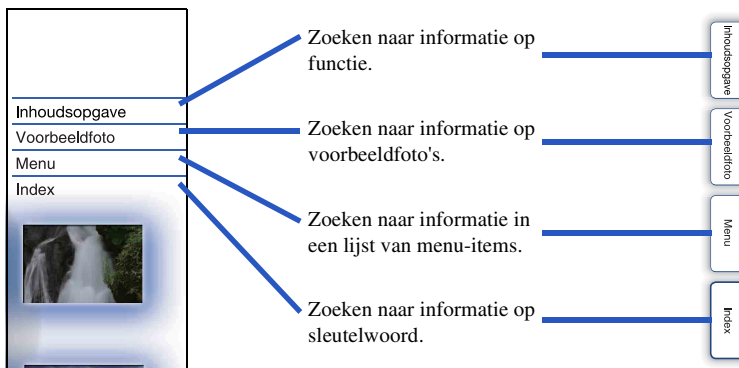 Inhoudsopgave
Voorbeeldfoto
Menu
Index
Zoeken naar informatie op
functie.
Zoeken naar informatie op
voorbeeldfoto's.
Zoeken naar informatie in
een lijst van menu-items.
Zoeken naar informatie op
sleutelwoord.
Inhoudsopgave
Voorbeeldfoto
Menu
Index